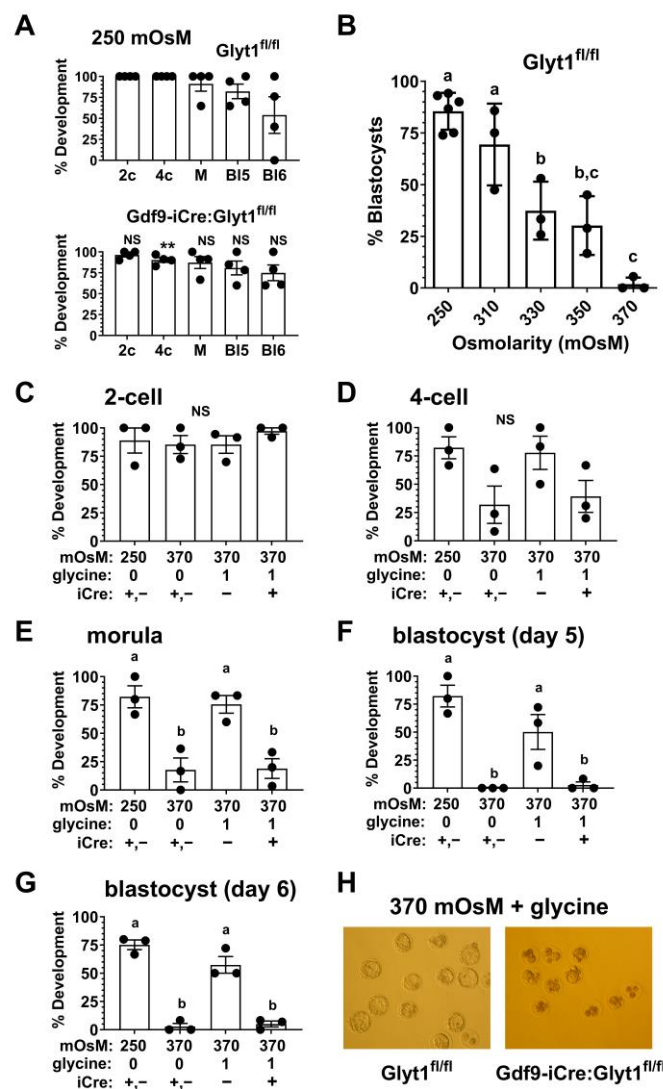 A
250 mOsM
Glyt1fl/fl
% Development
100
75
50
25
0
2c 4c M Bl5 Bl6
Gdf9-iCre:Glyt1fl/fl
% Development
100
75
50
25
0
NS ** NS NS NS
2c 4c M Bl5 Bl6
B
Glyt1fl/fl
% Blastocysts
100
75
50
25
0
a a b b,c c
250 310 330 350 370
Osmolarity (mOsM)
C
2-cell
NS
% Development
100
75
50
25
0
mOsM: 250 370 370 370
glycine: 0 0 1 1
iCre: +,− +,− − +
D
4-cell
NS
% Development
100
75
50
25
0
mOsM: 250 370 370 370
glycine: 0 0 1 1
iCre: +,− +,− − +
E
morula
% Development
100
75
50
25
0
a b a b
mOsM: 250 370 370 370
glycine: 0 0 1 1
iCre: +,− +,− − +
F
blastocyst (day 5)
% Development
100
75
50
25
0
a b a b
mOsM: 250 370 370 370
glycine: 0 0 1 1
iCre: +,− +,− − +
G
blastocyst (day 6)
% Development
100
75
50
25
0
a b a b
mOsM: 250 370 370 370
glycine: 0 0 1 1
iCre: +,− +,− − +
H
370 mOsM + glycine
Glyt1fl/fl
Gdf9-iCre:Glyt1fl/fl